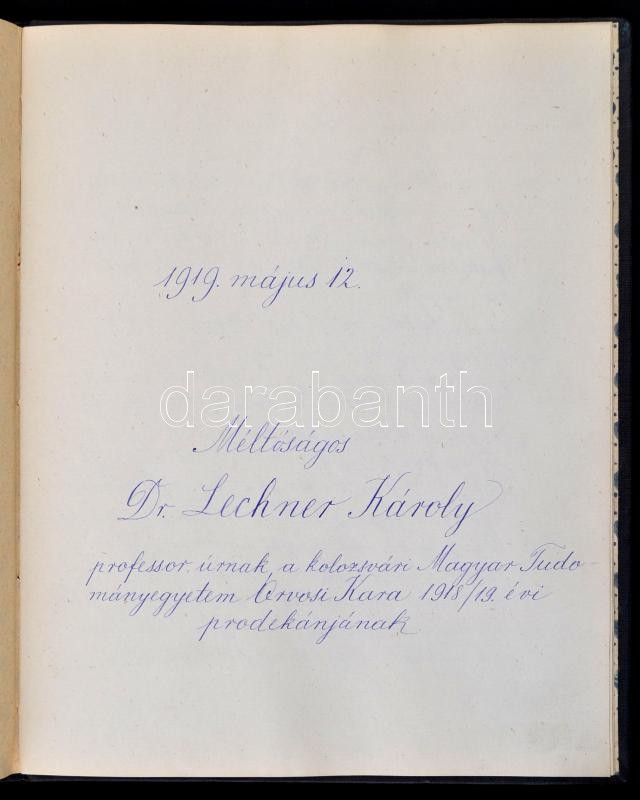 1919. május 12.
darabanth
Méltóságos
Dr. Lechner Károly
professor úrnak, a kolozsvári Magyar Tudo-
mányegyetem Orvosi Kara 1918/19. évi
prodekánjának